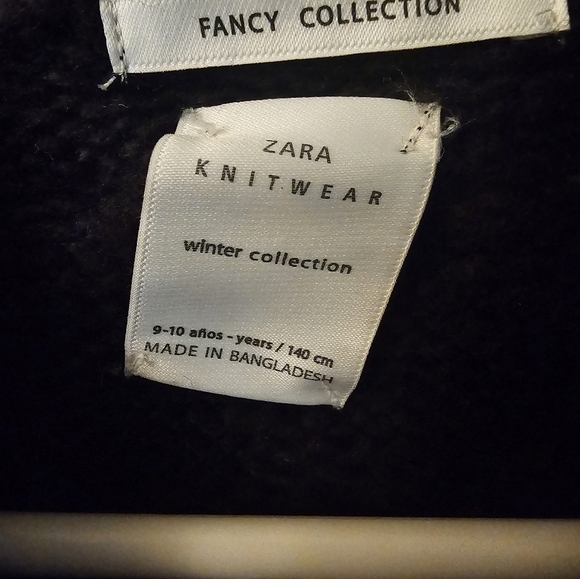 FANCY COLLECTION
ZARA
KNITWEAR
winter collection
9-10 años - years / 140 cm
MADE IN BANGLADESH